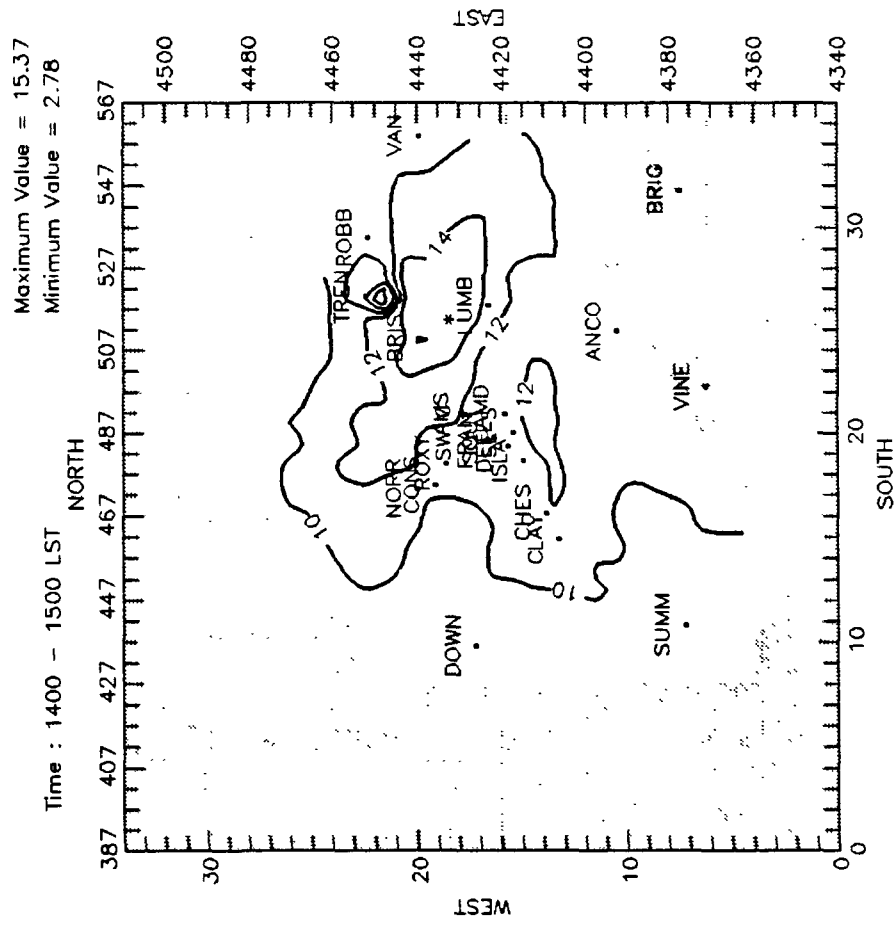 Maximum Value = 15.37
Minimum Value = 2.78
Time : 1400 - 1500 LST
NORTH
387 407 427 447 467 487 507 527 547 567
4500
4480
4460
4440
4420
4400
4380
4360
4340
EAST
WEST
30
20
10
0
0 10 20 30
SOUTH
TRENROBB
VAN
BRIS
LUMB
NORR
CONS
ROXY
SWAMS
FRAN
ISLA
CHES
CLAY
DOWN
SUMM
ANCO
VINE
BRIG
10
12
14
12
12
10